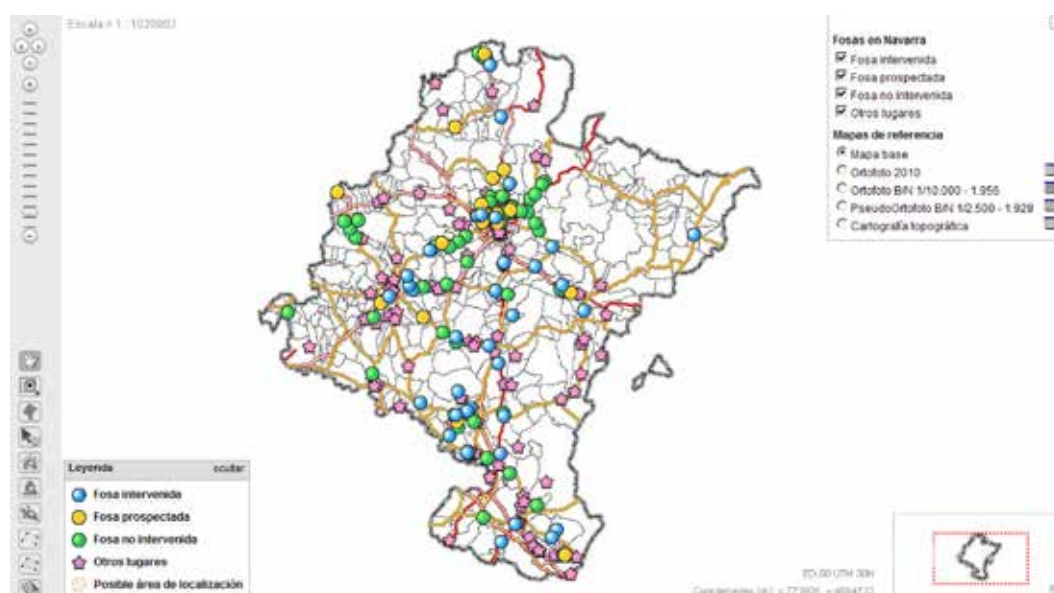 Escala = 1 :
Fosas en Navarra
Fosa intervenida
Fosa prospectada
Fosa no intervenida
Otros lugares
Mapas de referencia
Mapa base
Ortofoto 2010
Ortofoto B/N 1/10.000 - 1.956
PseudoOrtofoto B/N 1/2.500 - 1.929
Cartografía topográfica
Leyenda
ocultar
Fosa intervenida
Fosa prospectada
Fosa no intervenida
Otros lugares
Posible área de localización
ED50 UTM 30N